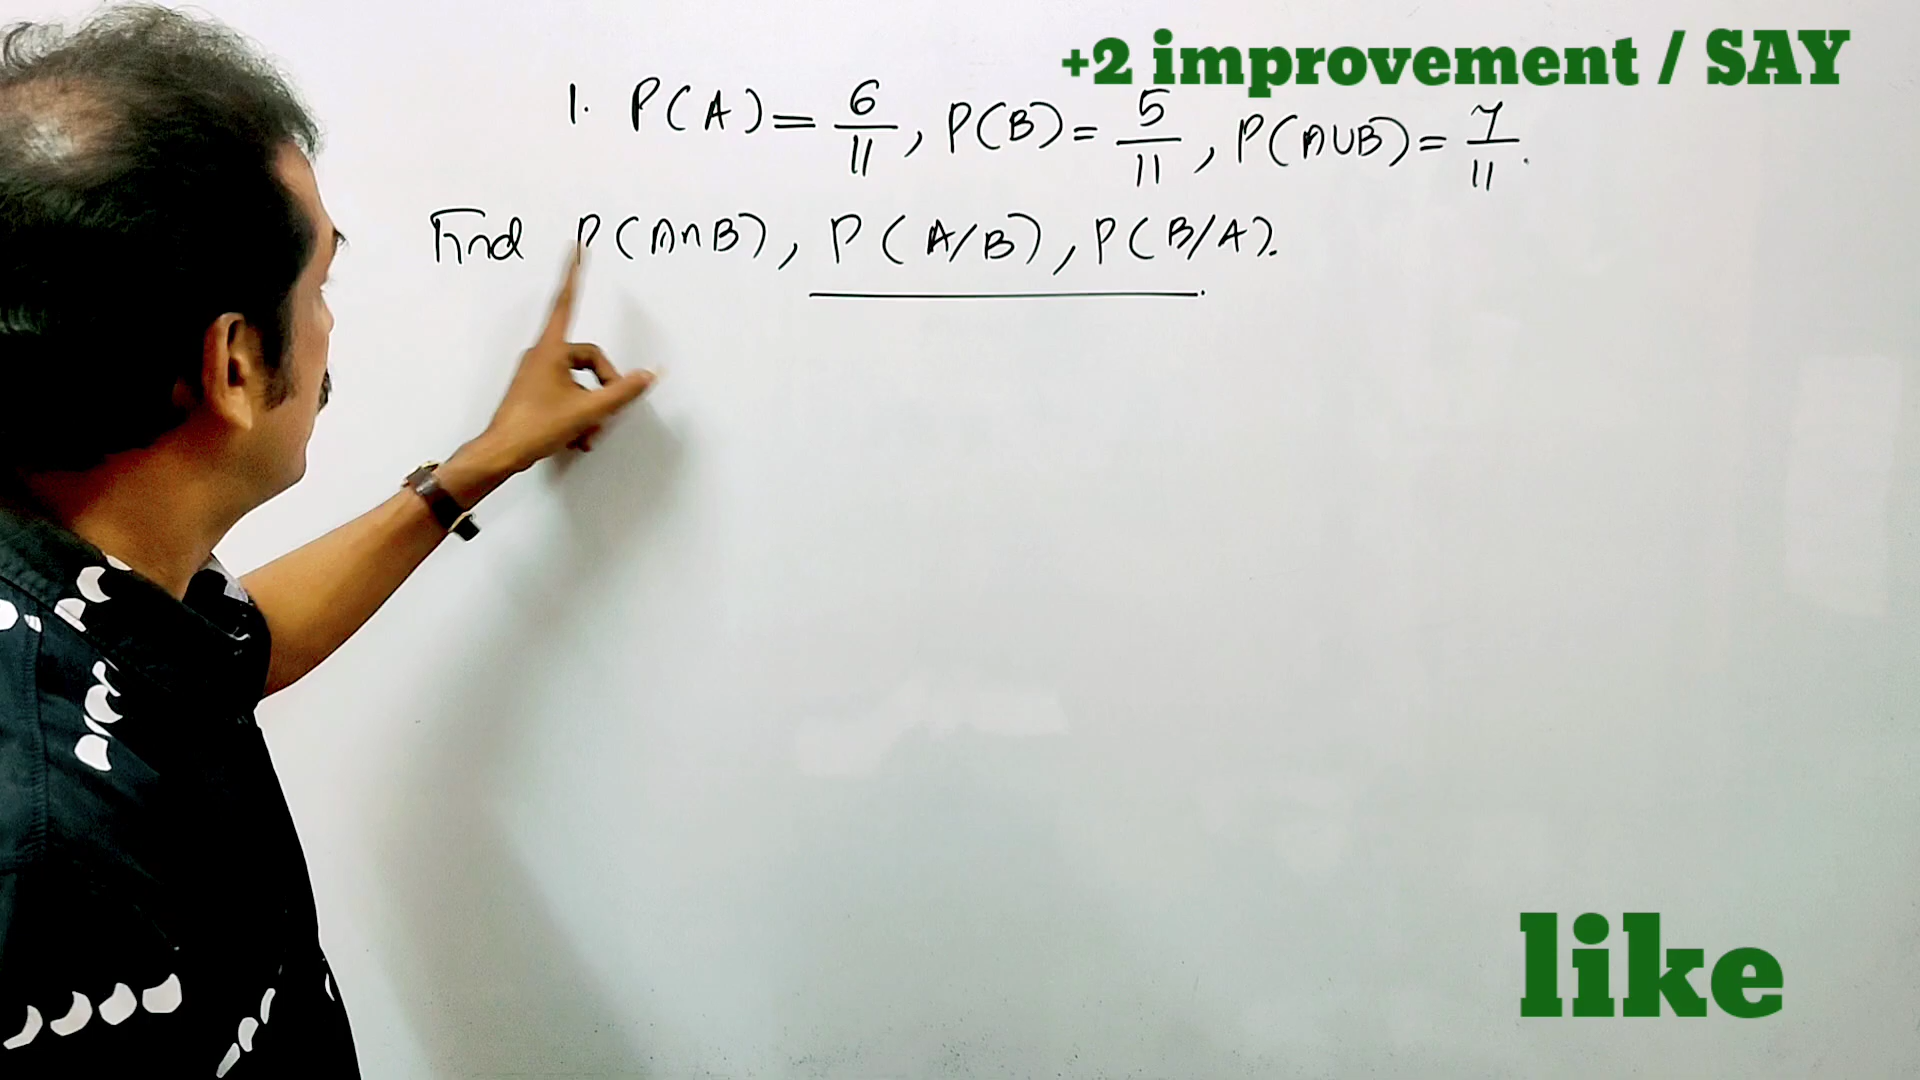 +2 improvement / SAY
1. P(A) = 6/11, P(B) = 5/11, P(A∪B) = 7/11.
Find P(A∩B), P(A/B), P(B/A).
like